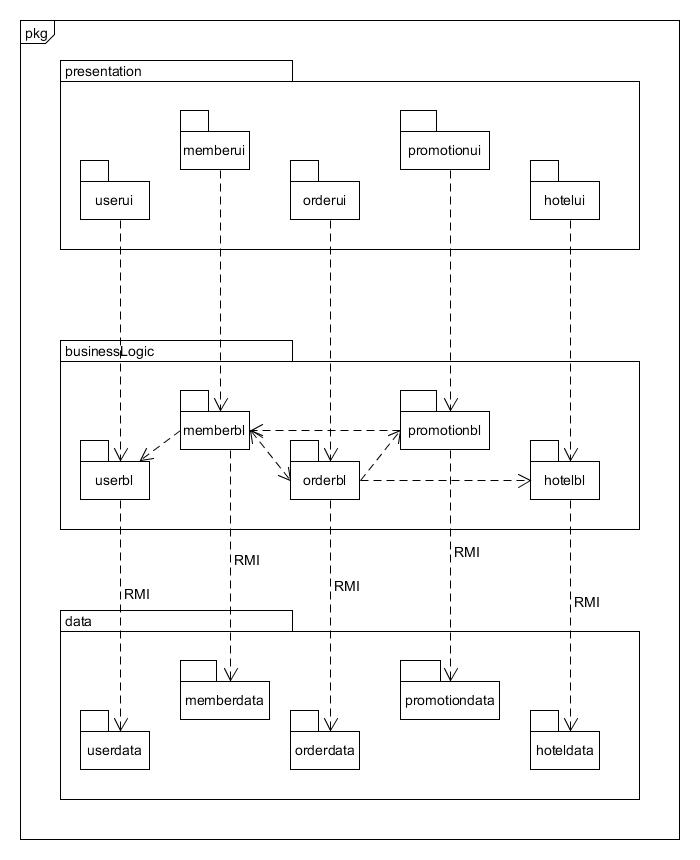 pkg
presentation
memberui
promotionui
userui
orderui
hotelui
businessLogic
memberbl
promotionbl
userbl
orderbl
hotelbl
RMI
RMI
RMI
RMI
RMI
data
memberdata
promotiondata
userdata
orderdata
hoteldata